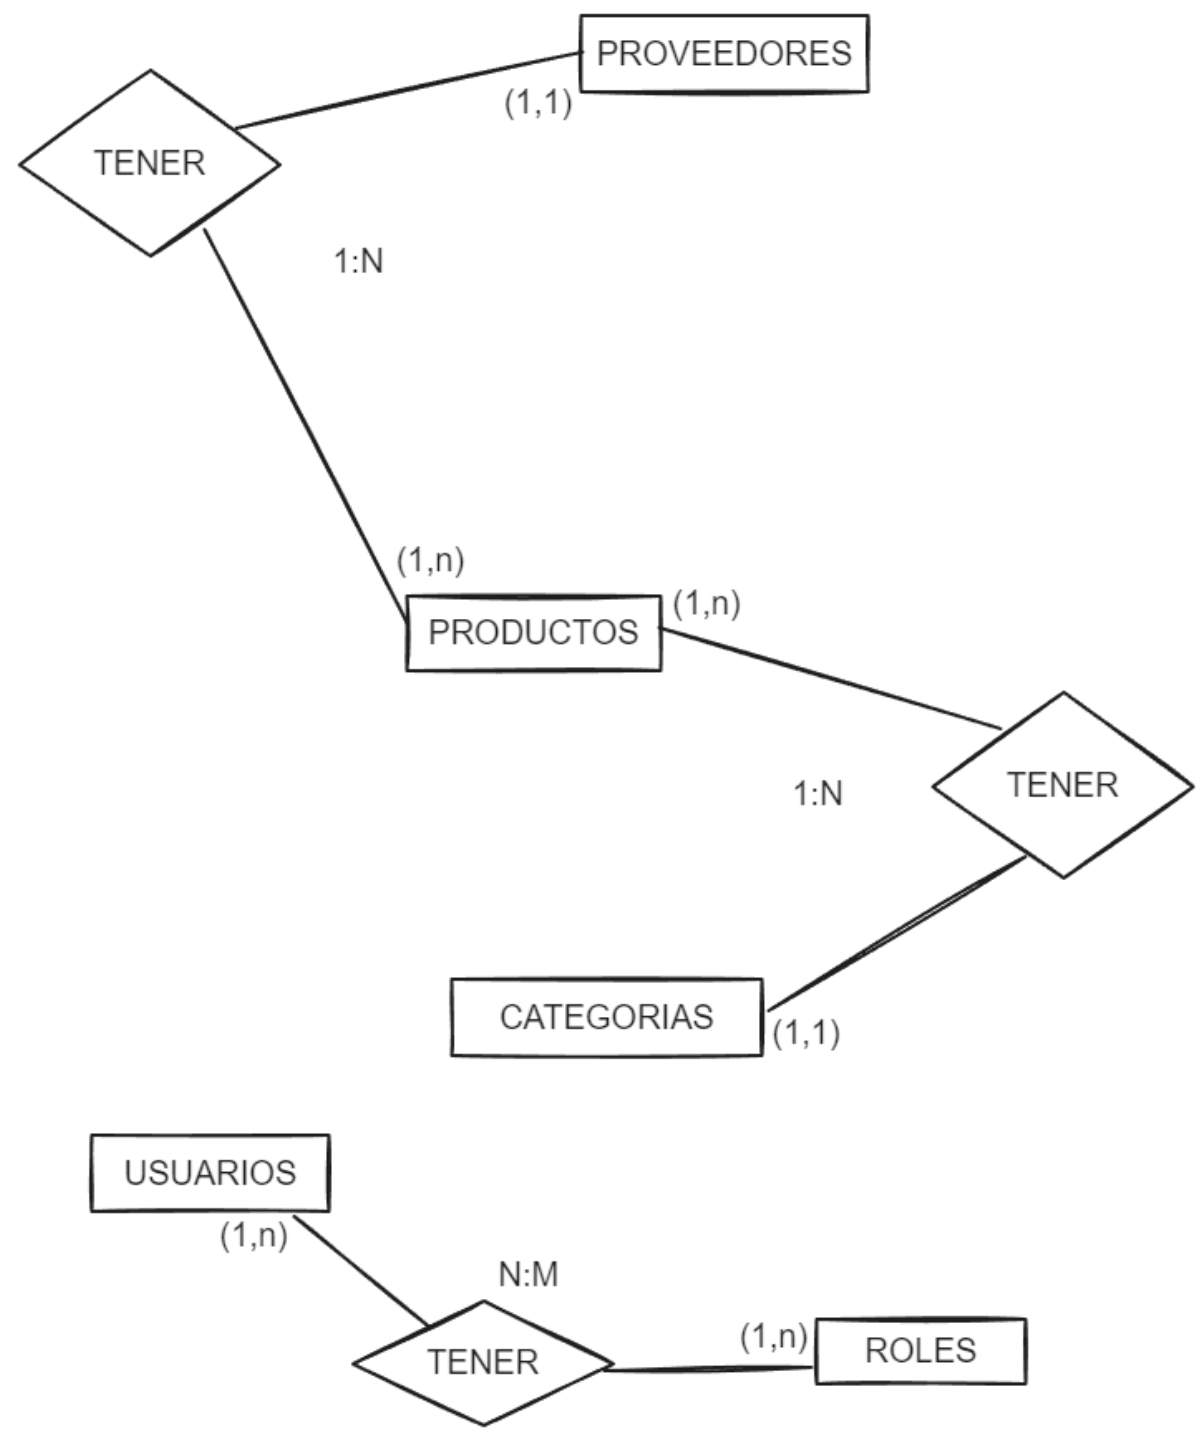 PROVEEDORES
(1,1)
TENER
1:N
(1,n)
(1,n)
PRODUCTOS
TENER
1:N
CATEGORIAS
(1,1)
USUARIOS
(1,n)
N:M
(1,n)
ROLES
TENER